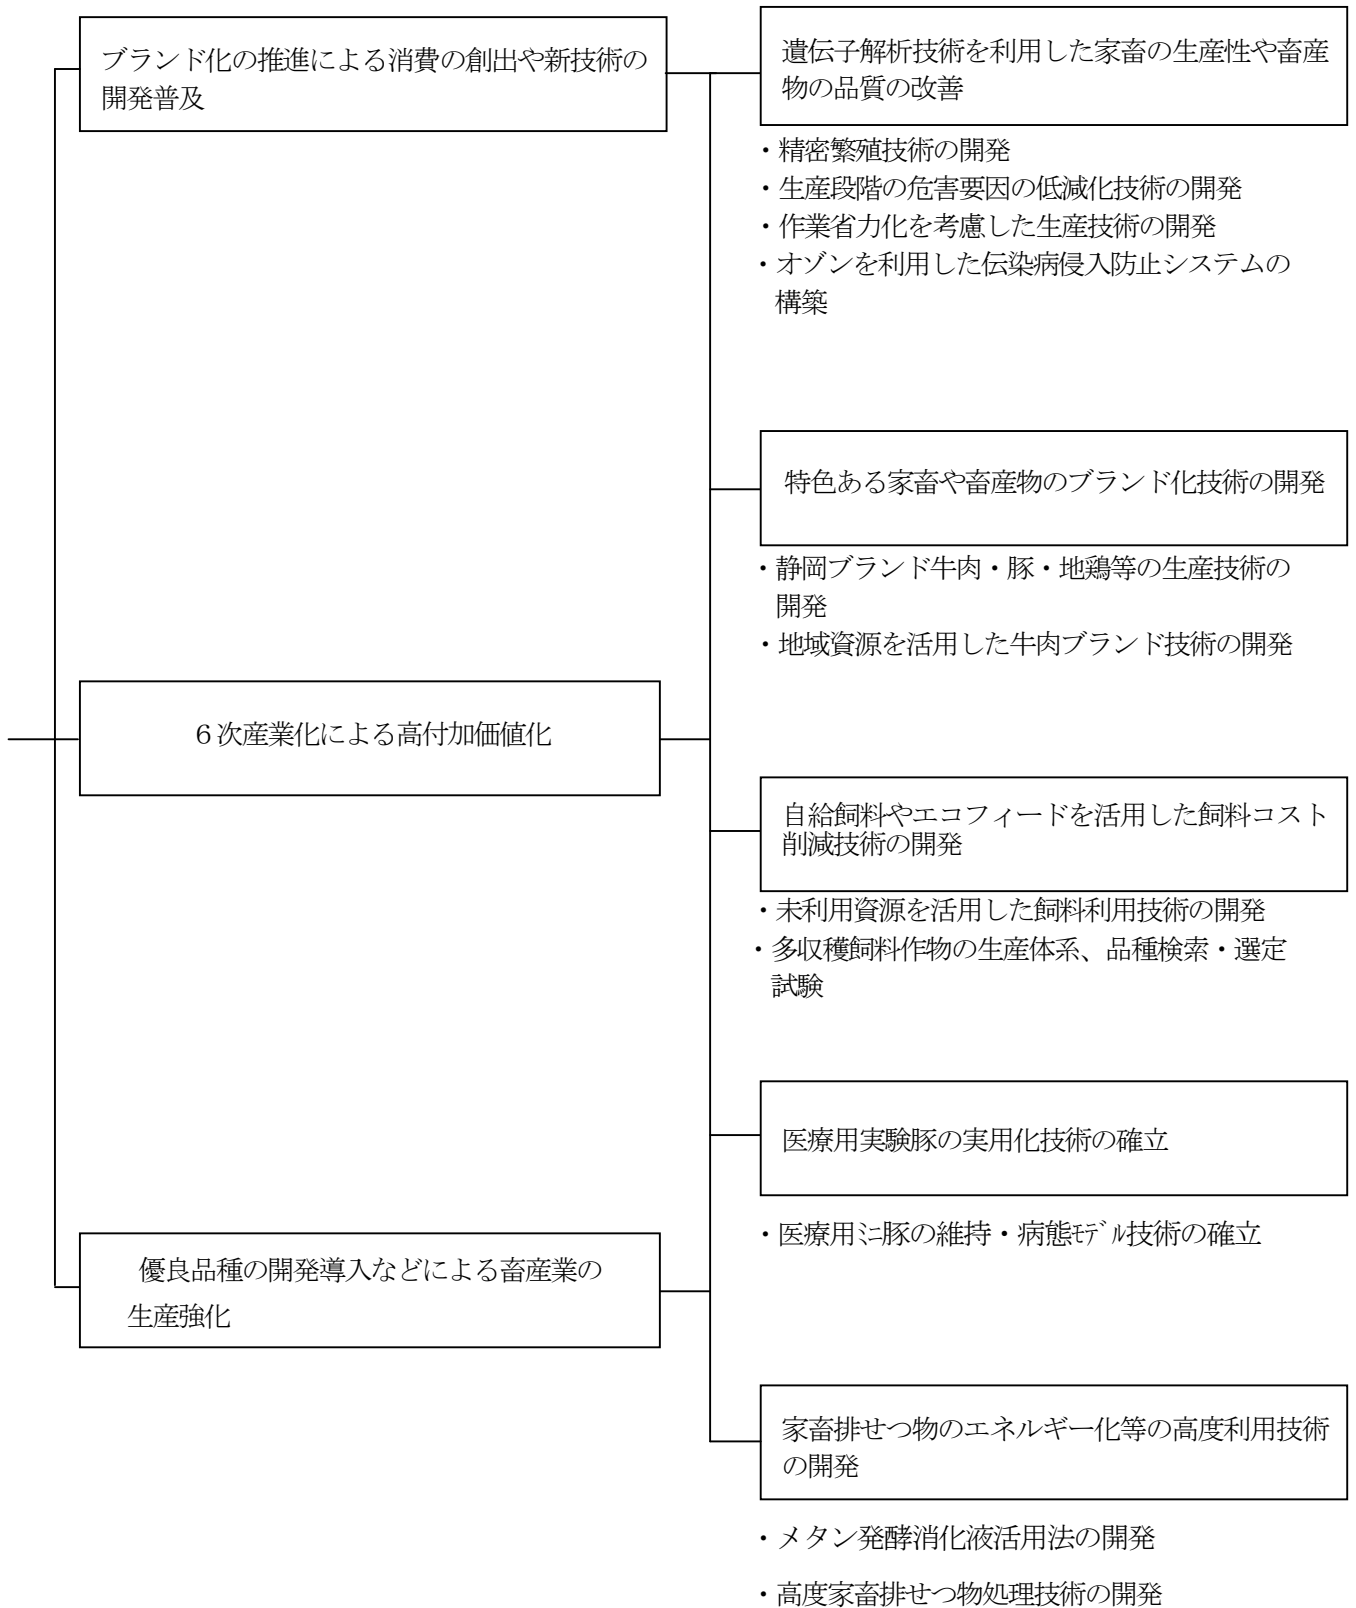 ブランド化の推進による消費の創出や新技術の
開発普及
６次産業化による高付加価値化
優良品種の開発導入などによる畜産業の
生産強化
遺伝子解析技術を利用した家畜の生産性や畜産
物の品質の改善
・精密繁殖技術の開発
・生産段階の危害要因の低減化技術の開発
・作業省力化を考慮した生産技術の開発
・オゾンを利用した伝染病侵入防止システムの
構築
特色ある家畜や畜産物のブランド化技術の開発
・静岡ブランド牛肉・豚・地鶏等の生産技術の
開発
・地域資源を活用した牛肉ブランド技術の開発
自給飼料やエコフィードを活用した飼料コスト
削減技術の開発
・未利用資源を活用した飼料利用技術の開発
・多収穫飼料作物の生産体系、品種検索・選定
試験
医療用実験豚の実用化技術の確立
・医療用ﾐﾆ豚の維持・病態ﾓﾃﾞﾙ技術の確立
家畜排せつ物のエネルギー化等の高度利用技術
の開発
・メタン発酵消化液活用法の開発
・高度家畜排せつ物処理技術の開発